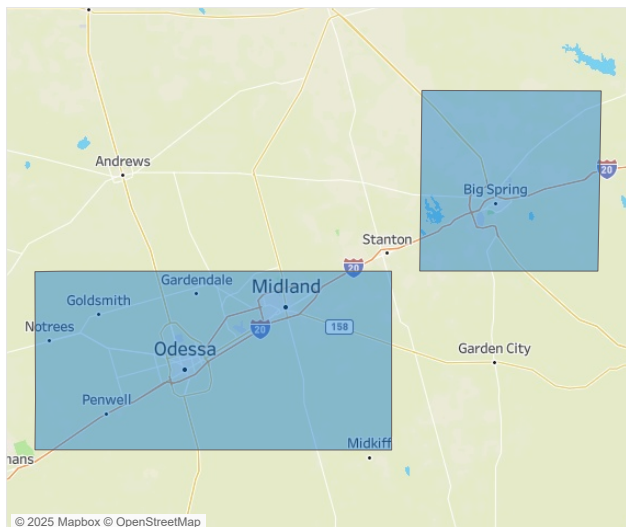 Andrews
20
Big Spring
Stanton
20
Gardendale
Midland
Goldsmith
Notrees
20
158
Odessa
Garden City
Penwell
Midkiff
nans
© 2025 Mapbox © OpenStreetMap